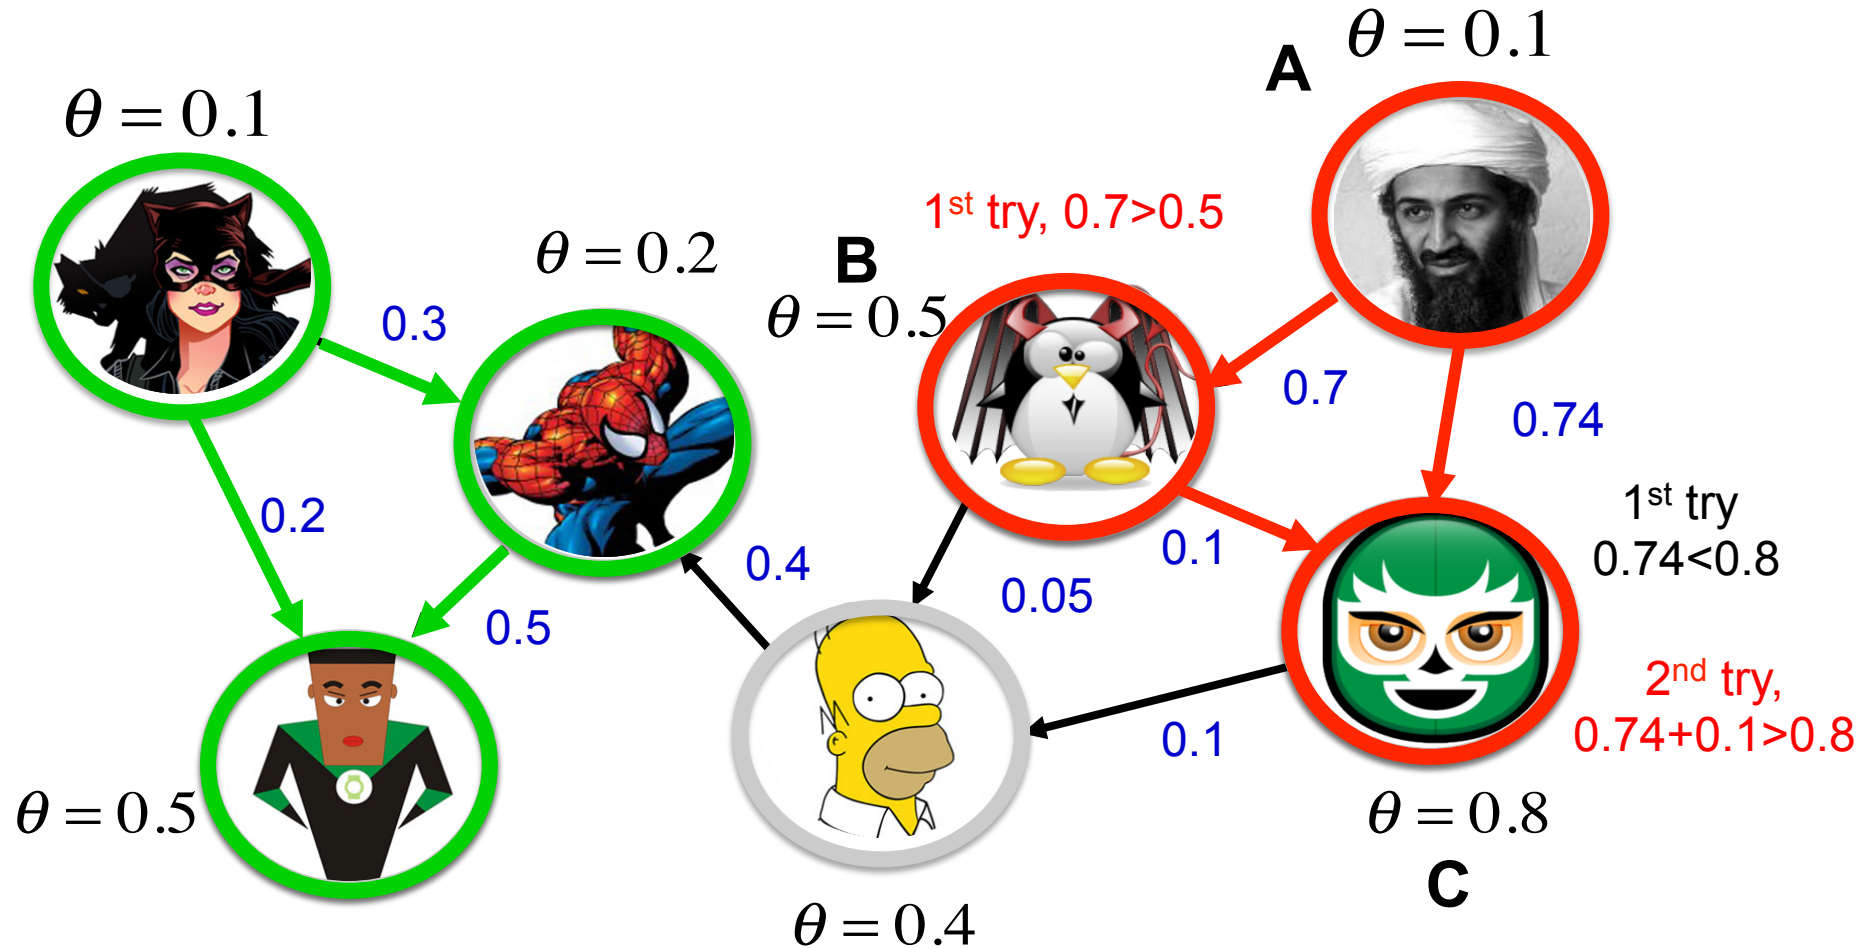 A
θ = 0.1
θ = 0.1
1st try, 0.7>0.5
B
θ = 0.2
θ = 0.5
0.3
0.7
0.74
0.2
1st try
0.74<0.8
0.4
0.1
0.05
0.5
2nd try,
0.74+0.1>0.8
0.1
θ = 0.5
θ = 0.8
C
θ = 0.4